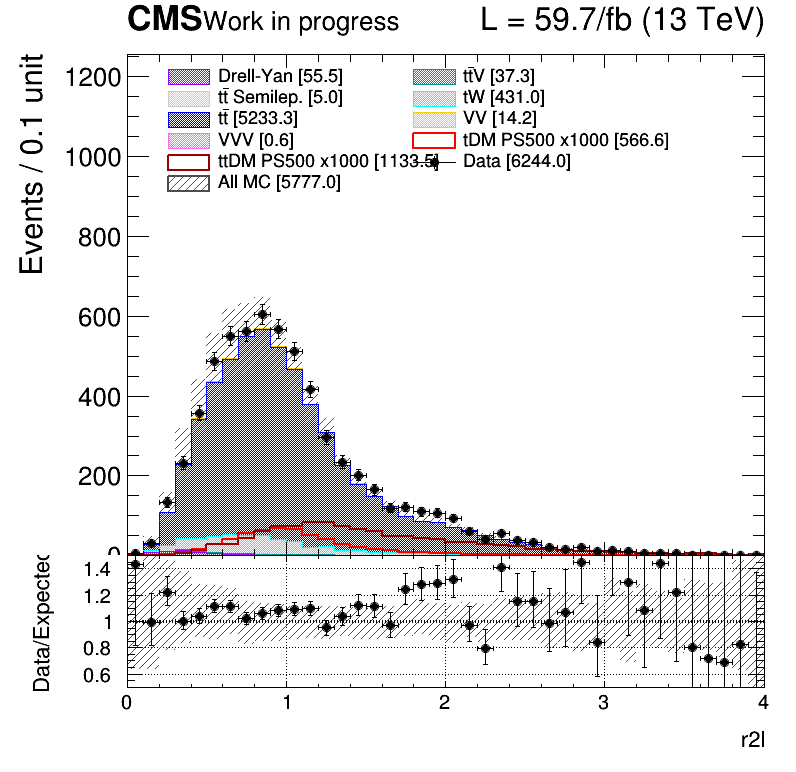 CMS Work in progress L = 59.7/fb (13 TeV)
Events / 0.1 unit
1200
1000
800
600
400
200
0
Drell-Yan [55.5]
tt̄V [37.3]
tt̄ Semilep. [5.0]
tW [431.0]
tt̄ [5233.3]
VV [14.2]
VVV [0.6]
tDM PS500 x1000 [566.6]
ttDM PS500 x1000 [1133.5]
Data [6244.0]
All MC [5777.0]
Data/Expected
1.4
1.2
1
0.8
0.6
0 1 2 3 4
r2l